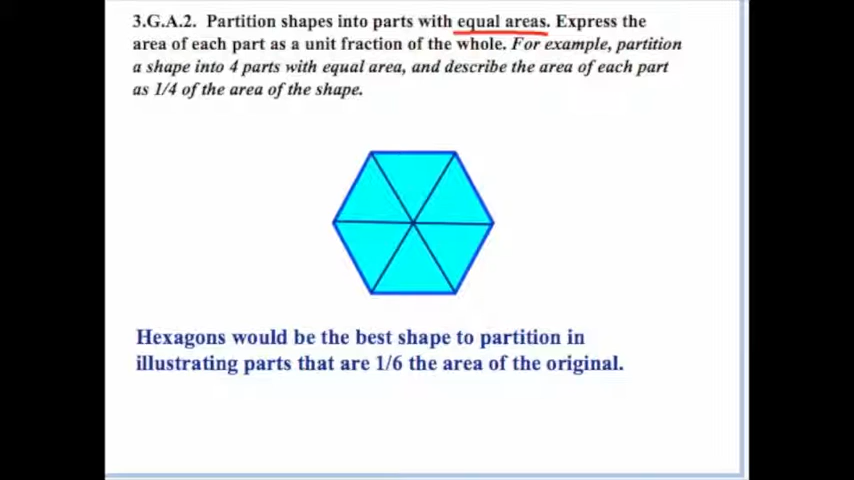 3.G.A.2. Partition shapes into parts with equal areas. Express the
area of each part as a unit fraction of the whole. For example, partition
a shape into 4 parts with equal area, and describe the area of each part
as 1/4 of the area of the shape.
Hexagons would be the best shape to partition in
illustrating parts that are 1/6 the area of the original.